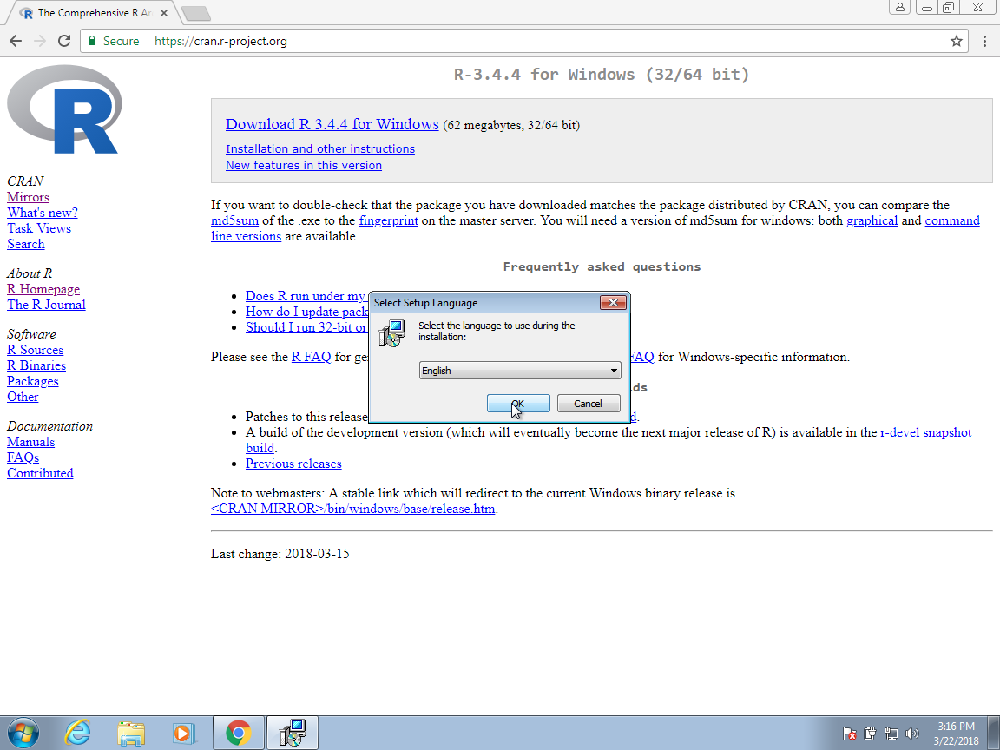 The Comprehensive R Ar
Secure https://cran.r-project.org
R
CRAN
Mirrors
What's new?
Task Views
Search
About R
R Homepage
The R Journal
Software
R Sources
R Binaries
Packages
Other
Documentation
Manuals
FAQs
Contributed
R-3.4.4 for Windows (32/64 bit)
Download R 3.4.4 for Windows (62 megabytes, 32/64 bit)
Installation and other instructions
New features in this version
If you want to double-check that the package you have downloaded matches the package distributed by CRAN, you can compare the
md5sum of the .exe to the fingerprint on the master server. You will need a version of md5sum for windows: both graphical and command
line versions are available.
Frequently asked questions
Does R run under my
How do I update pack
Should I run 32-bit or
Please see the R FAQ for ge FAQ for Windows-specific information.
ds
Patches to this release d.
A build of the development version (which will eventually become the next major release of R) is available in the r-devel snapshot
build.
Previous releases
Note to webmasters: A stable link which will redirect to the current Windows binary release is
<CRAN MIRROR>/bin/windows/base/release.htm.
Last change: 2018-03-15
Select Setup Language
Select the language to use during the
installation:
English
OK Cancel
3:16 PM
3/22/2018